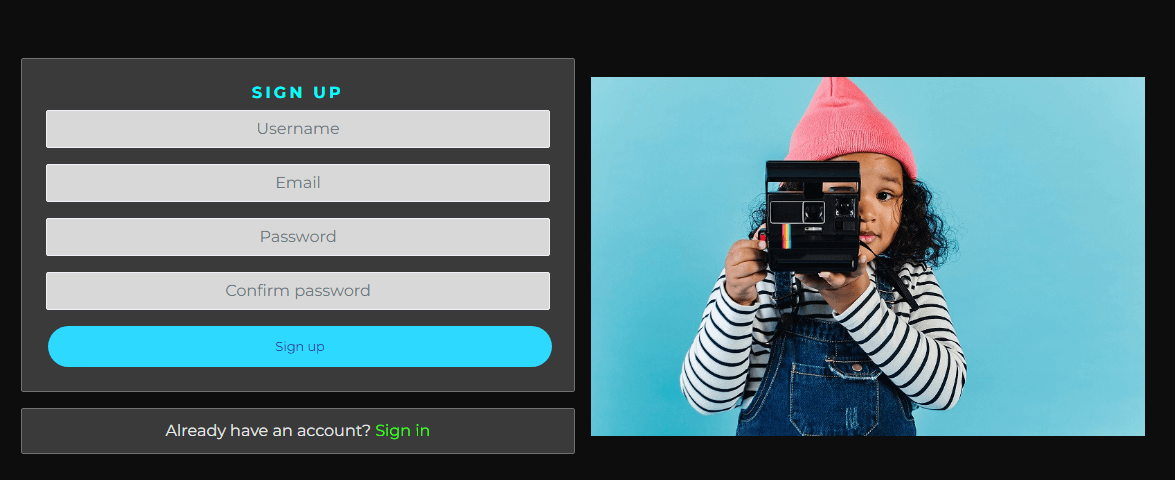 SIGN UP
Username
Email
Password
Confirm password
Sign up
Already have an account? Sign in